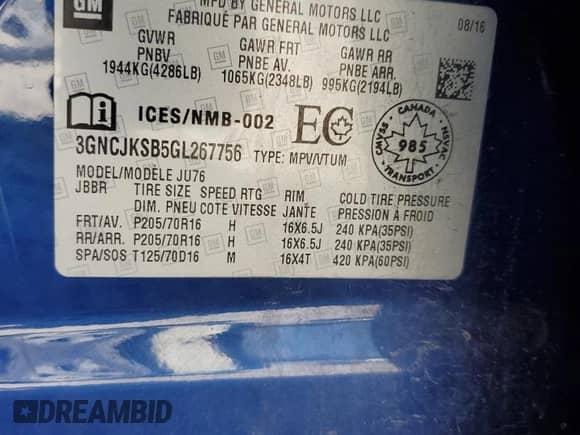 GM
MFD BY GENERAL MOTORS LLC
FABRIQUÉ PAR GENERAL MOTORS LLC
08/16
GVWR GAWR FRT GAWR RR
PNBV PNBE AV. PNBE ARR.
1944KG(4286LB) 1065KG(2348LB) 995KG(2194LB)
ICES/NMB-002 EC
CANADA
CMVSS NSVAC
985
TRANSPORT
3GNCJKSB5GL267756 TYPE: MPV/VTUM
MODEL/MODÈLE JU76
JBBR TIRE SIZE SPEED RTG RIM COLD TIRE PRESSURE
DIM. PNEU COTE VITESSE JANTE PRESSION À FROID
FRT/AV. P205/70R16 H 16X6.5J 240 KPA(35PSI)
RR/ARR. P205/70R16 H 16X6.5J 240 KPA(35PSI)
SPA/SOS T125/70D16 M 16X4T 420 KPA(60PSI)
DREAMBID